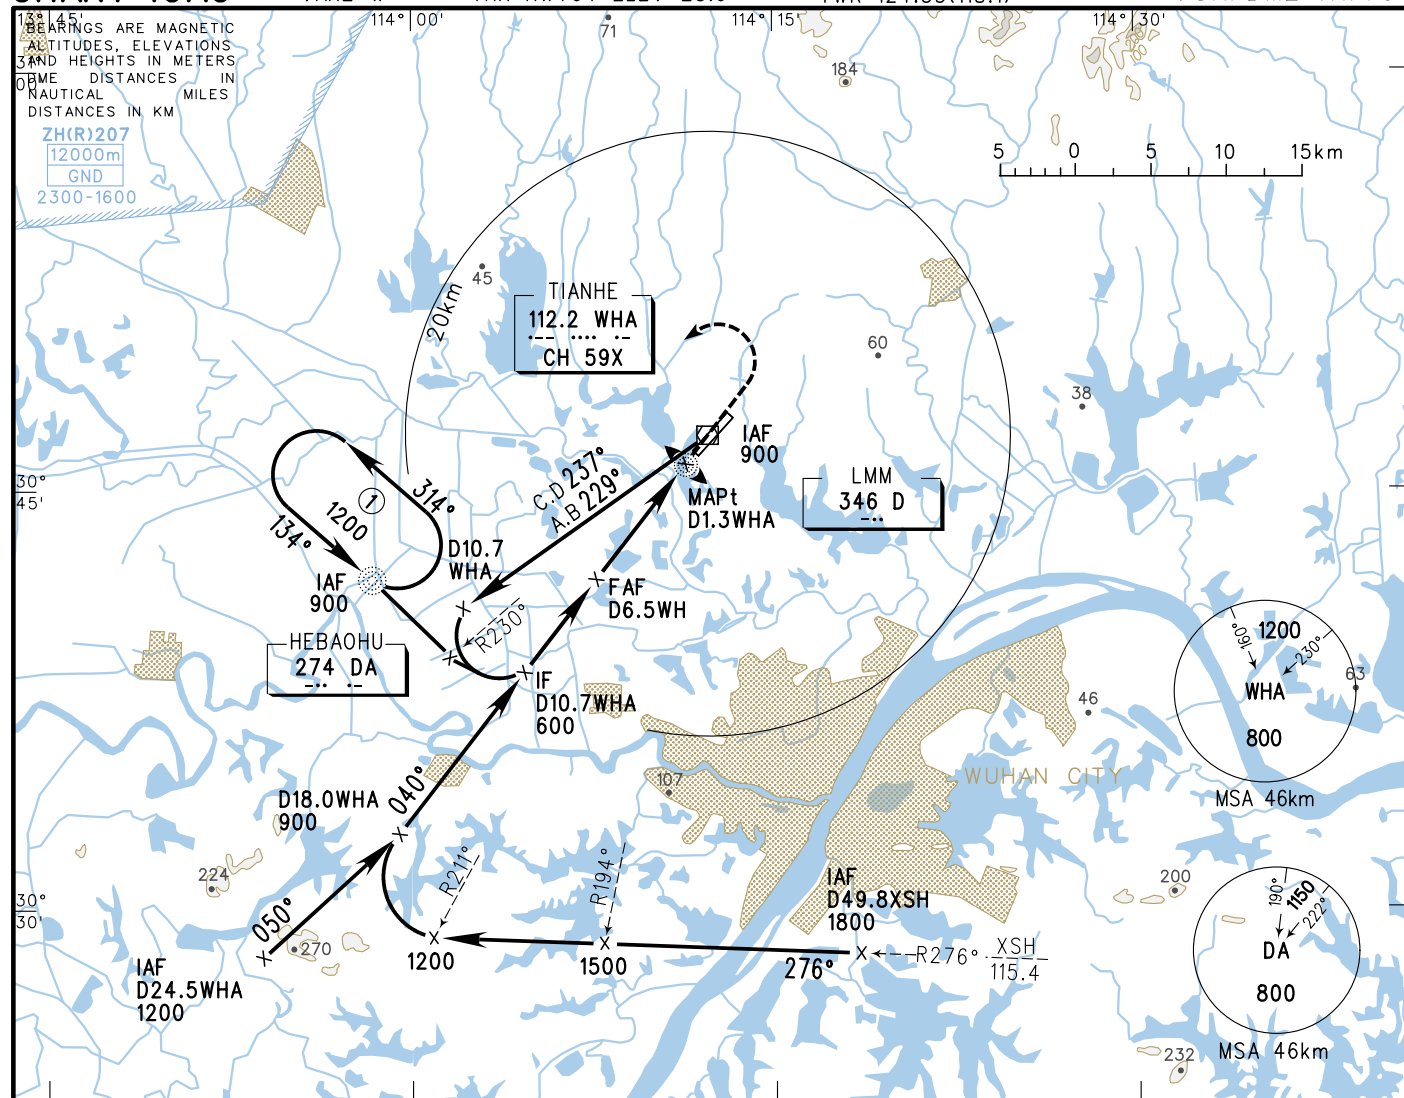 113°45'
114°00'
114°15'
114°30'
BEARINGS ARE MAGNETIC
ALTITUDES, ELEVATIONS
AND HEIGHTS IN METERS
DME DISTANCES IN
NAUTICAL MILES
DISTANCES IN KM
31°
00'
ZH(R)207
12000m
GND
2300-1600
71
184
5 0 5 10 15km
45
20km
TIANHE
112.2 WHA
CH 59X
60
38
IAF
900
30°
45'
C.D 237°
A.B 229°
LMM
346 D
MAPt
D1.3WHA
314°
1
1200
134°
D10.7
WHA
IAF
900
R230°
FAF
D6.5WH
HEBAOHU
274 DA
IF
D10.7WHA
600
1200
160°
230°
WHA
800
MSA 46km
63
46
WUHAN CITY
107
D18.0WHA
900
040°
R211°
R194°
224
30°
30'
050°
270
IAF
D24.5WHA
1200
1200
1500
276°
IAF
D49.8XSH
1800
R276°
XSH
115.4
200
190°
1150
222°
DA
800
MSA 46km
232